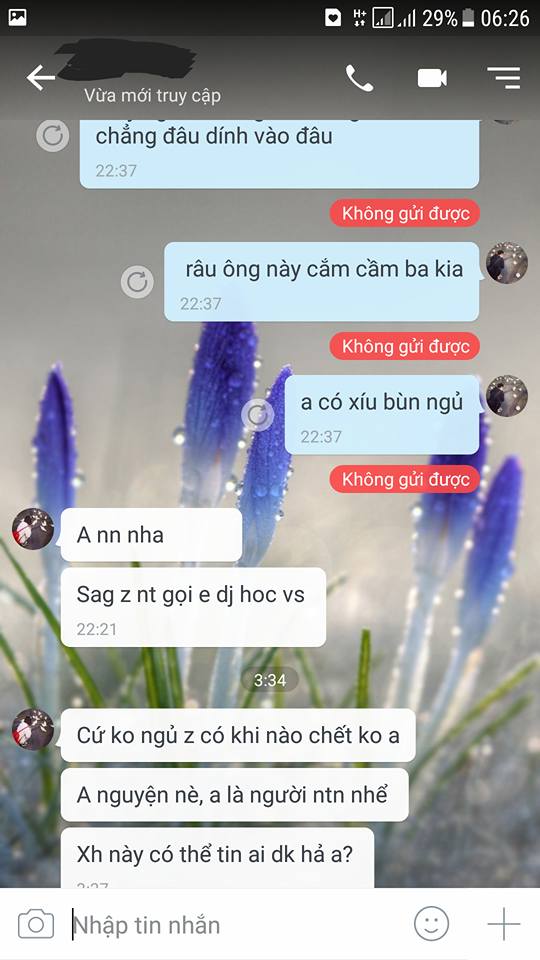 H+ 29% 06:26
Vừa mới truy cập
chẳng đâu dính vào đâu
22:37
Không gửi được
râu ông này cắm cầm ba kia
22:37
Không gửi được
a có xíu bùn ngủ
22:37
Không gửi được
A nn nha
Sag z nt gọi e dj hoc vs
22:21
3:34
Cứ ko ngủ z có khi nào chết ko a
A nguyện nè, a là người ntn nhể
Xh này có thể tin ai dk hả a?
Nhập tin nhắn